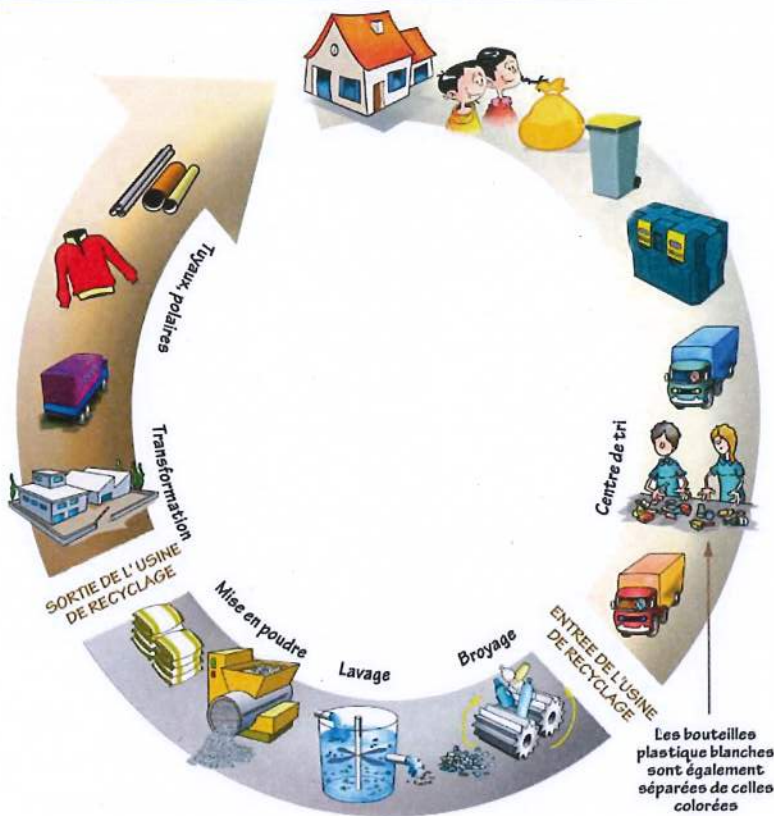 Centre de tri
Les bouteilles
plastique blanches
sont également
séparées de celles
colorées
ENTREE DE L'USINE
DE RECYCLAGE
Broyage
Lavage
Mise en poudre
SORTIE DE L'USINE
DE RECYCLAGE
Transformation
Tuyaux, polaires